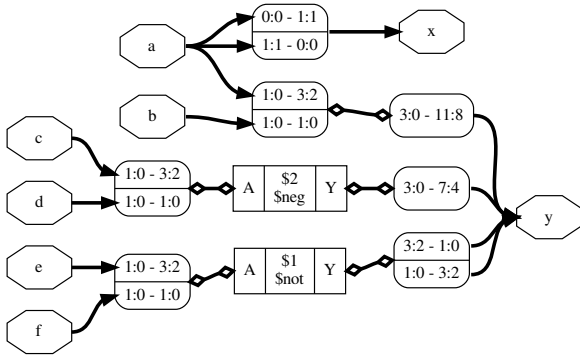 a
0:0 - 1:1
1:1 - 0:0
x
b
1:0 - 3:2
1:0 - 1:0
3:0 - 11:8
c
d
1:0 - 3:2
1:0 - 1:0
A
$2
$neg
Y
3:0 - 7:4
y
e
f
1:0 - 3:2
1:0 - 1:0
A
$1
$not
Y
3:2 - 1:0
1:0 - 3:2